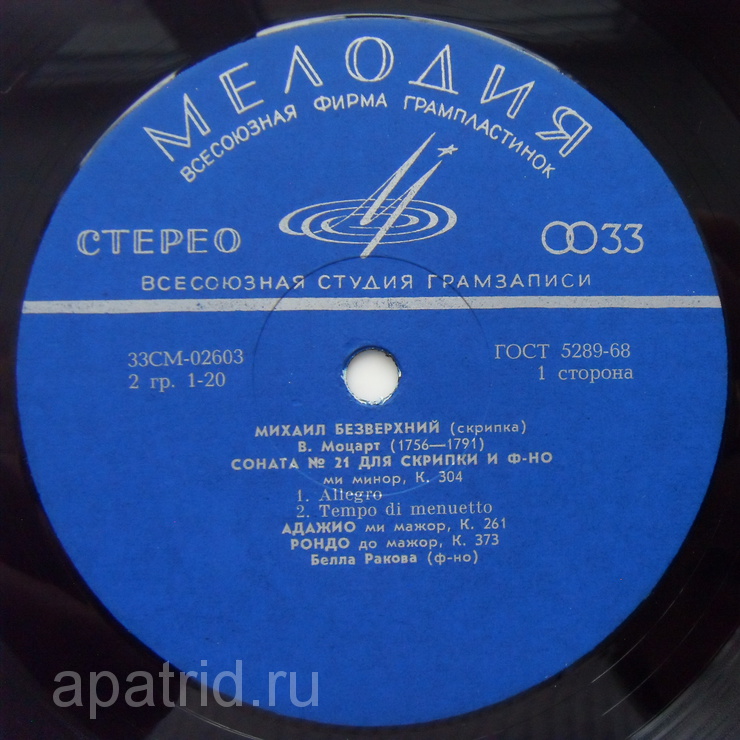 МЕЛОДИЯ
ВСЕСОЮЗНАЯ ФИРМА ГРАМПЛАСТИНОК
СТЕРЕО
33
ВСЕСОЮЗНАЯ СТУДИЯ ГРАМЗАПИСИ
33СМ-02603
ГОСТ 5289-68
2 гр. 1-20
1 сторона
МИХАИЛ БЕЗВЕРХНИЙ (скрипка)
В. Моцарт (1756—1791)
СОНАТА № 21 ДЛЯ СКРИПКИ И Ф-НО
ми минор, К. 304
1. Allegro
2. Tempo di menuetto
АДАЖИО ми мажор, К. 261
РОНДО до мажор, К. 373
Белла Ракова (ф-но)
apatrid.ru